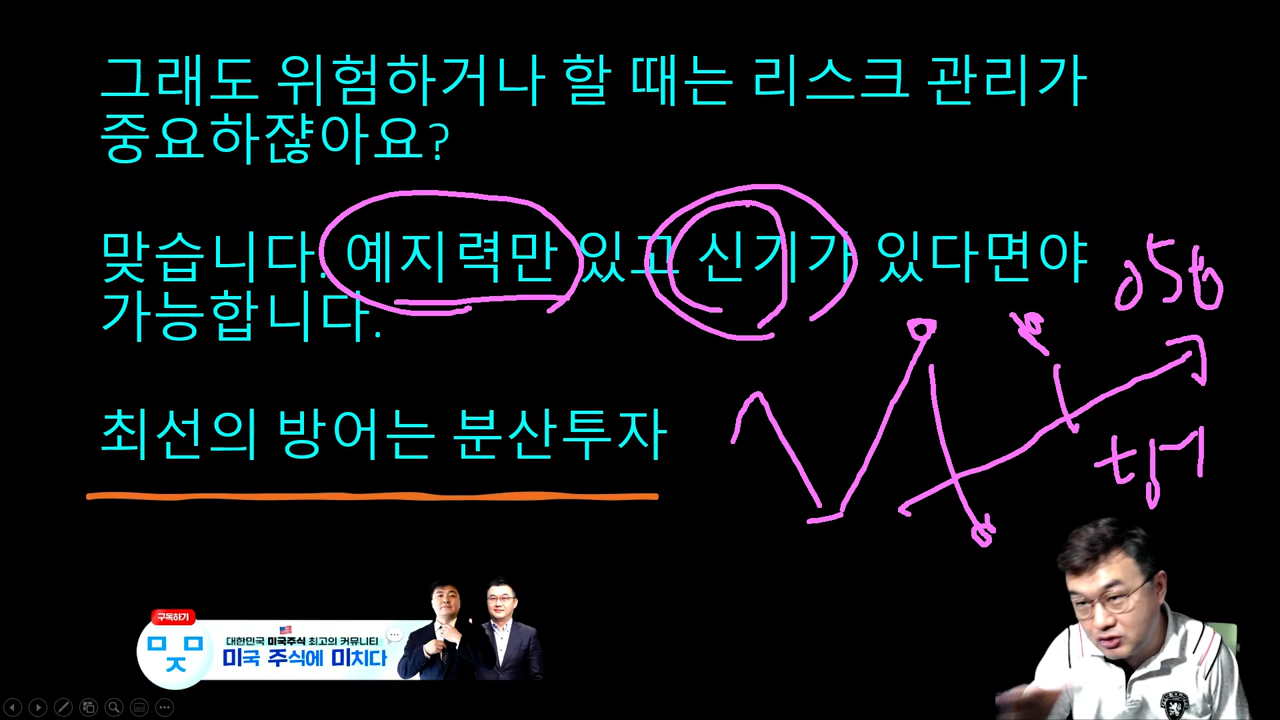 그래도 위험하거나 할 때는 리스크 관리가
중요하쟎아요?
맞습니다. 예지력만 있고 신기가 있다면야
가능합니다.
최선의 방어는 분산투자
구독하기
대한민국 미국주식 최고의 커뮤니티
미국 주식에 미치다